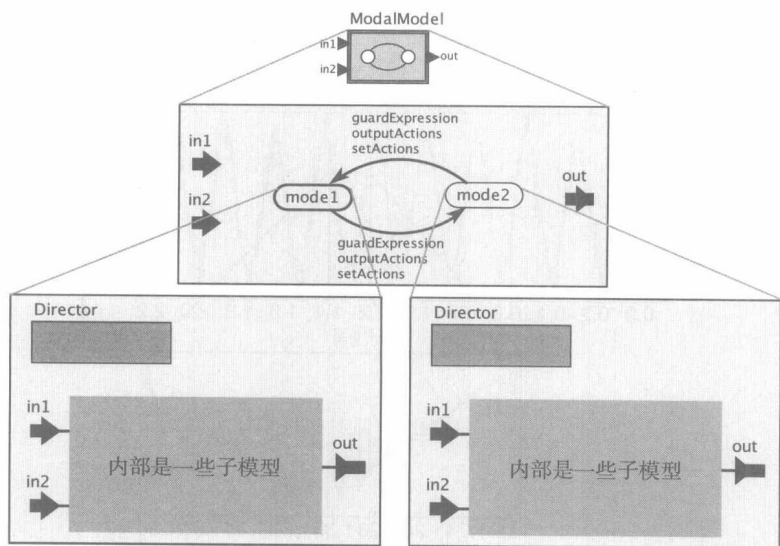 ModalModel
in1
in2
out
guardExpression
outputActions
setActions
in1
in2
out
mode1
mode2
guardExpression
outputActions
setActions
Director
in1
in2
内部是一些子模型
out
Director
in1
in2
内部是一些子模型
out